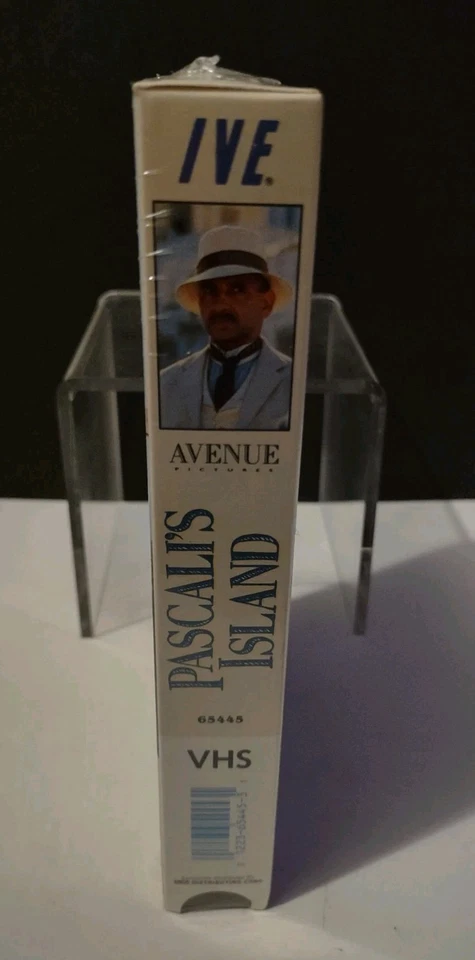 IVE®
AVENUE
PICTURES
PASCALI'S
ISLAND
65445
VHS